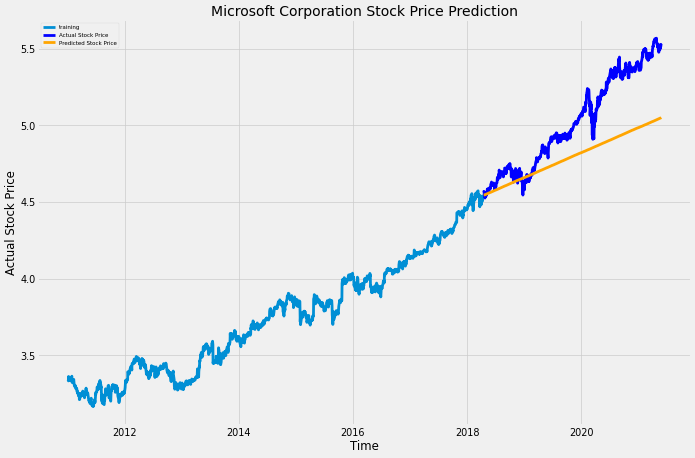 Microsoft Corporation Stock Price Prediction
training
Actual Stock Price
Predicted Stock Price
5.5
5.0
4.5
4.0
3.5
Actual Stock Price
2012
2014
2016
2018
2020
Time